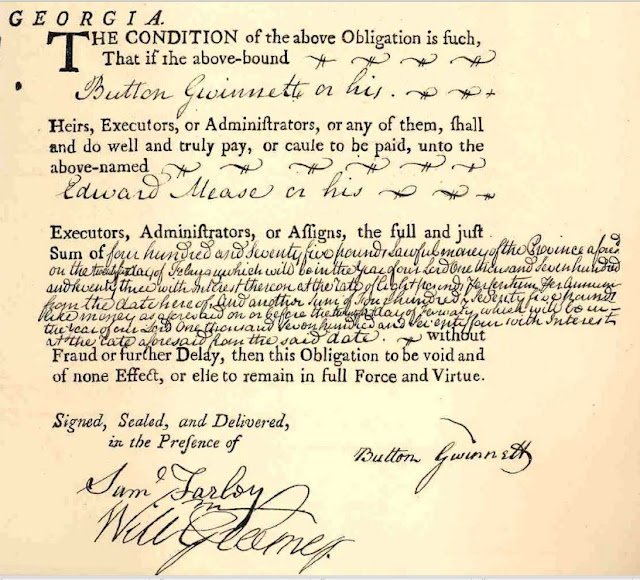 GEORGIA.
THE CONDITION of the above Obligation is ſuch,
That if the above-bound
Button Gwinnett or his.
Heirs, Executors, or Adminiſtrators, or any of them, ſhall
and do well and truly pay, or cauſe to be paid, unto the
above-named
Edward Mease or his
Executors, Adminiſtrators, or Aſſigns, the full and juſt
Sum of four hundred and Seventy five pounds Lawful money of the Province afores^d
on the day of February which will be in the Year of our Lord One thousand Seven hundred
and Seventy three with Interest thereon at the rate of Eight pounds Per Centum Per Annum
from the date hereof. And another Sum of Four hundred & Seventy five pounds
like money as aforesaid on or before the day of February which will be in
the year of our Lord One thousand Seven hundred and Seventy four with Interest
at the rate aforesaid from the said date. without
Fraud or further Delay, then this Obligation to be void and
of none Effect, or elſe to remain in full Force and Virtue.
Signed, Sealed, and Delivered,
in the Presence of
Button Gwinnett
Sam^l Farley
Will